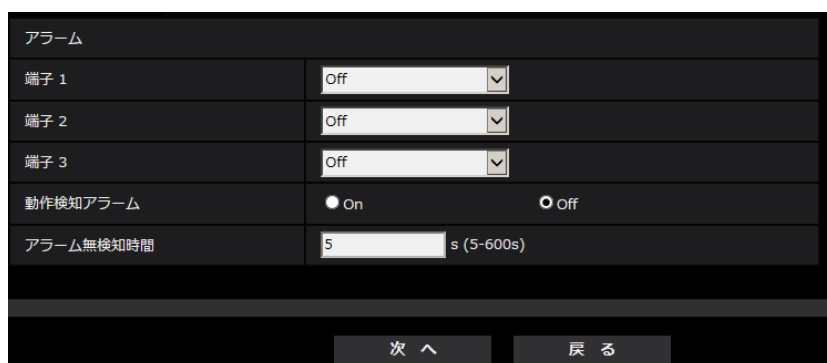 アラーム
端子 1 Off
端子 2 Off
端子 3 Off
動作検知アラーム On Off
アラーム無検知時間 5 s (5-600s)
次 へ 戻 る